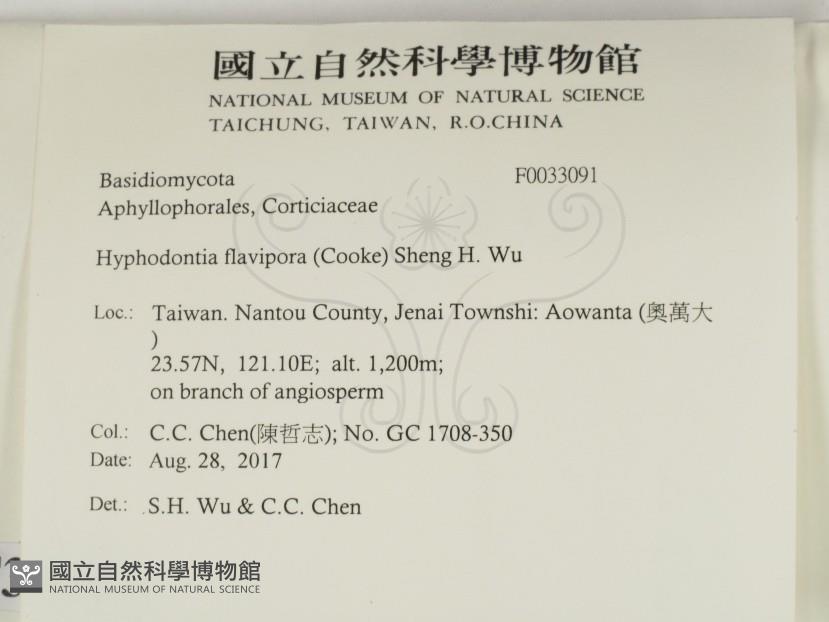 國立自然科學博物館
NATIONAL MUSEUM OF NATURAL SCIENCE
TAICHUNG, TAIWAN, R.O.CHINA
Basidiomycota F0033091
Aphyllophorales, Corticiaceae
Hyphodontia flavipora (Cooke) Sheng H. Wu
Loc.: Taiwan. Nantou County, Jenai Townshi: Aowanta (奧萬大
)
23.57N, 121.10E; alt. 1,200m;
on branch of angiosperm
Col.: C.C. Chen(陳哲志); No. GC 1708-350
Date: Aug. 28, 2017
Det.: S.H. Wu & C.C. Chen
國立自然科學博物館
NATIONAL MUSEUM OF NATURAL SCIENCE